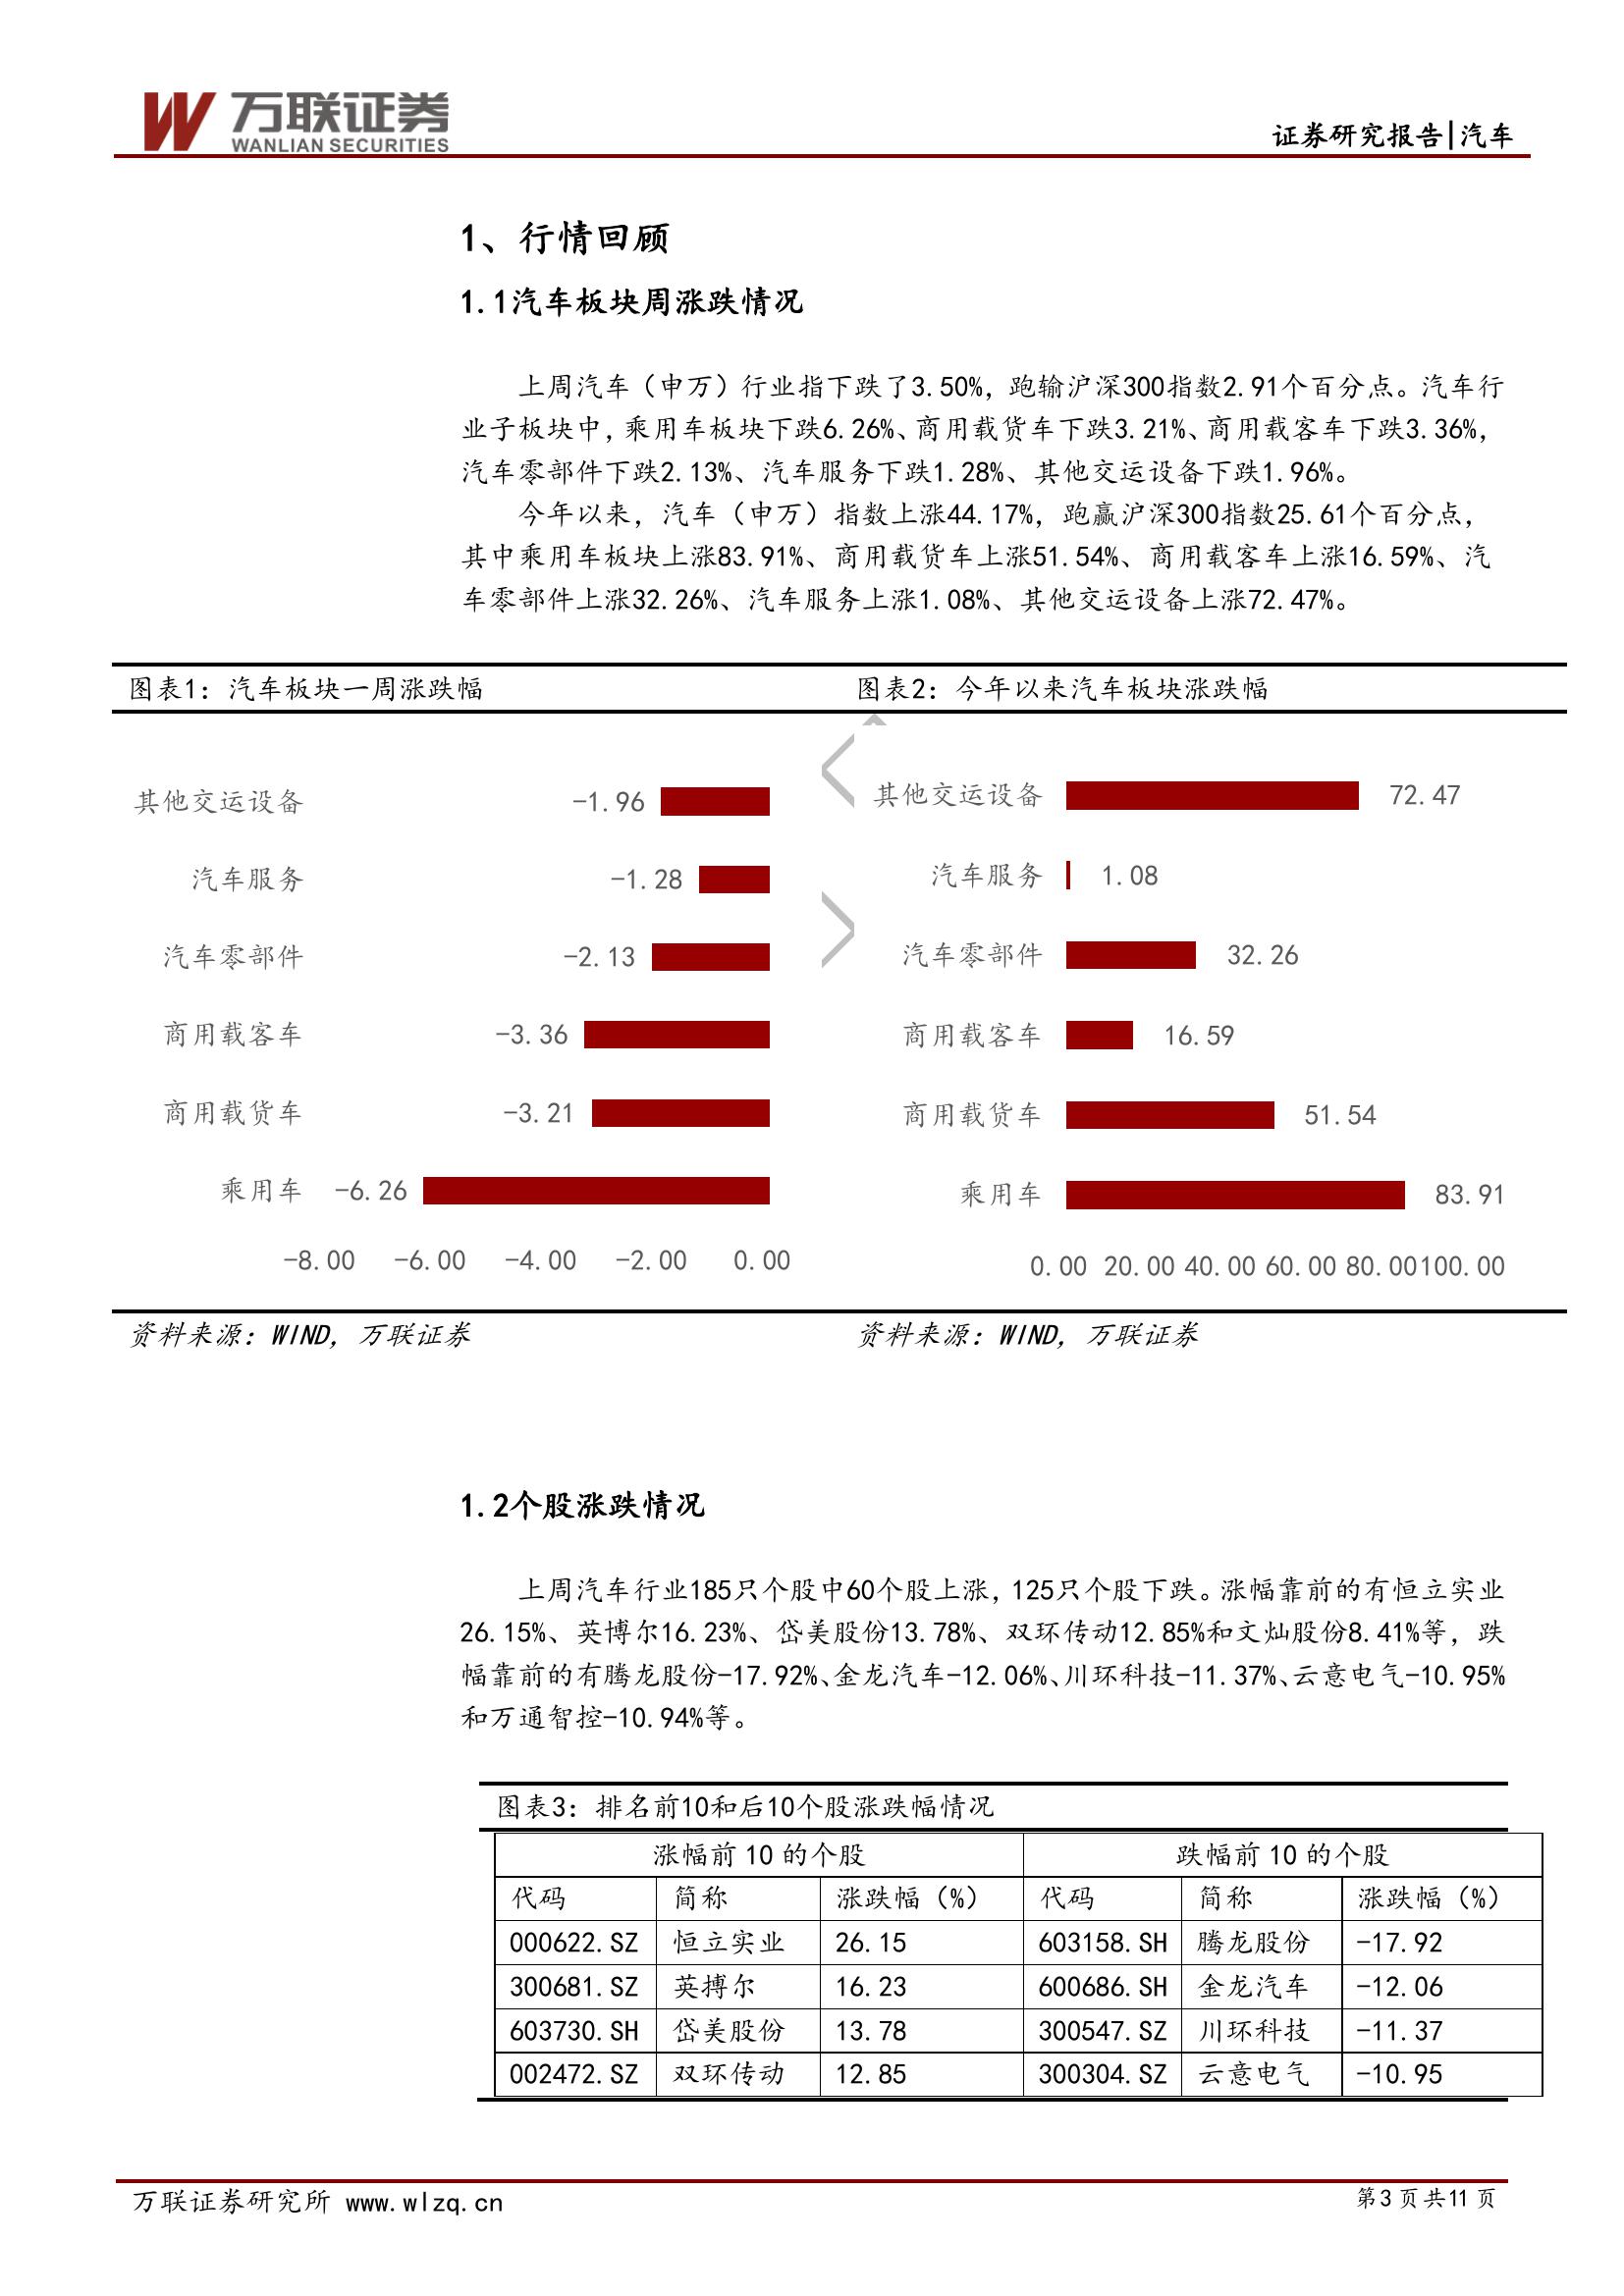 万联证券
WANLIAN SECURITIES
证券研究报告|汽车
1、行情回顾
1.1汽车板块周涨跌情况
上周汽车（申万）行业指下跌了3.50%，跑输沪深300指数2.91个百分点。汽车行
业子板块中，乘用车板块下跌6.26%、商用载货车下跌3.21%、商用载客车下跌3.36%，
汽车零部件下跌2.13%、汽车服务下跌1.28%、其他交运设备下跌1.96%。
今年以来，汽车（申万）指数上涨44.17%，跑赢沪深300指数25.61个百分点，
其中乘用车板块上涨83.91%、商用载货车上涨51.54%、商用载客车上涨16.59%、汽
车零部件上涨32.26%、汽车服务上涨1.08%、其他交运设备上涨72.47%。
图表1：汽车板块一周涨跌幅
其他交运设备 -1.96
汽车服务 -1.28
汽车零部件 -2.13
商用载客车 -3.36
商用载货车 -3.21
乘用车 -6.26
-8.00 -6.00 -4.00 -2.00 0.00
资料来源：WIND，万联证券
图表2：今年以来汽车板块涨跌幅
其他交运设备 72.47
汽车服务 1.08
汽车零部件 32.26
商用载客车 16.59
商用载货车 51.54
乘用车 83.91
0.00 20.00 40.00 60.00 80.00 100.00
资料来源：WIND，万联证券
1.2个股涨跌情况
上周汽车行业185只个股中60个股上涨，125只个股下跌。涨幅靠前的有恒立实业
26.15%、英博尔16.23%、岱美股份13.78%、双环传动12.85%和文灿股份8.41%等，跌
幅靠前的有腾龙股份-17.92%、金龙汽车-12.06%、川环科技-11.37%、云意电气-10.95%
和万通智控-10.94%等。
图表3：排名前10和后10个股涨跌幅情况
涨幅前 10 的个股 跌幅前 10 的个股
代码 简称 涨跌幅（%） 代码 简称 涨跌幅（%）
000622.SZ 恒立实业 26.15 603158.SH 腾龙股份 -17.92
300681.SZ 英搏尔 16.23 600686.SH 金龙汽车 -12.06
603730.SH 岱美股份 13.78 300547.SZ 川环科技 -11.37
002472.SZ 双环传动 12.85 300304.SZ 云意电气 -10.95
万联证券研究所 www.wlzq.cn
第3页共11页